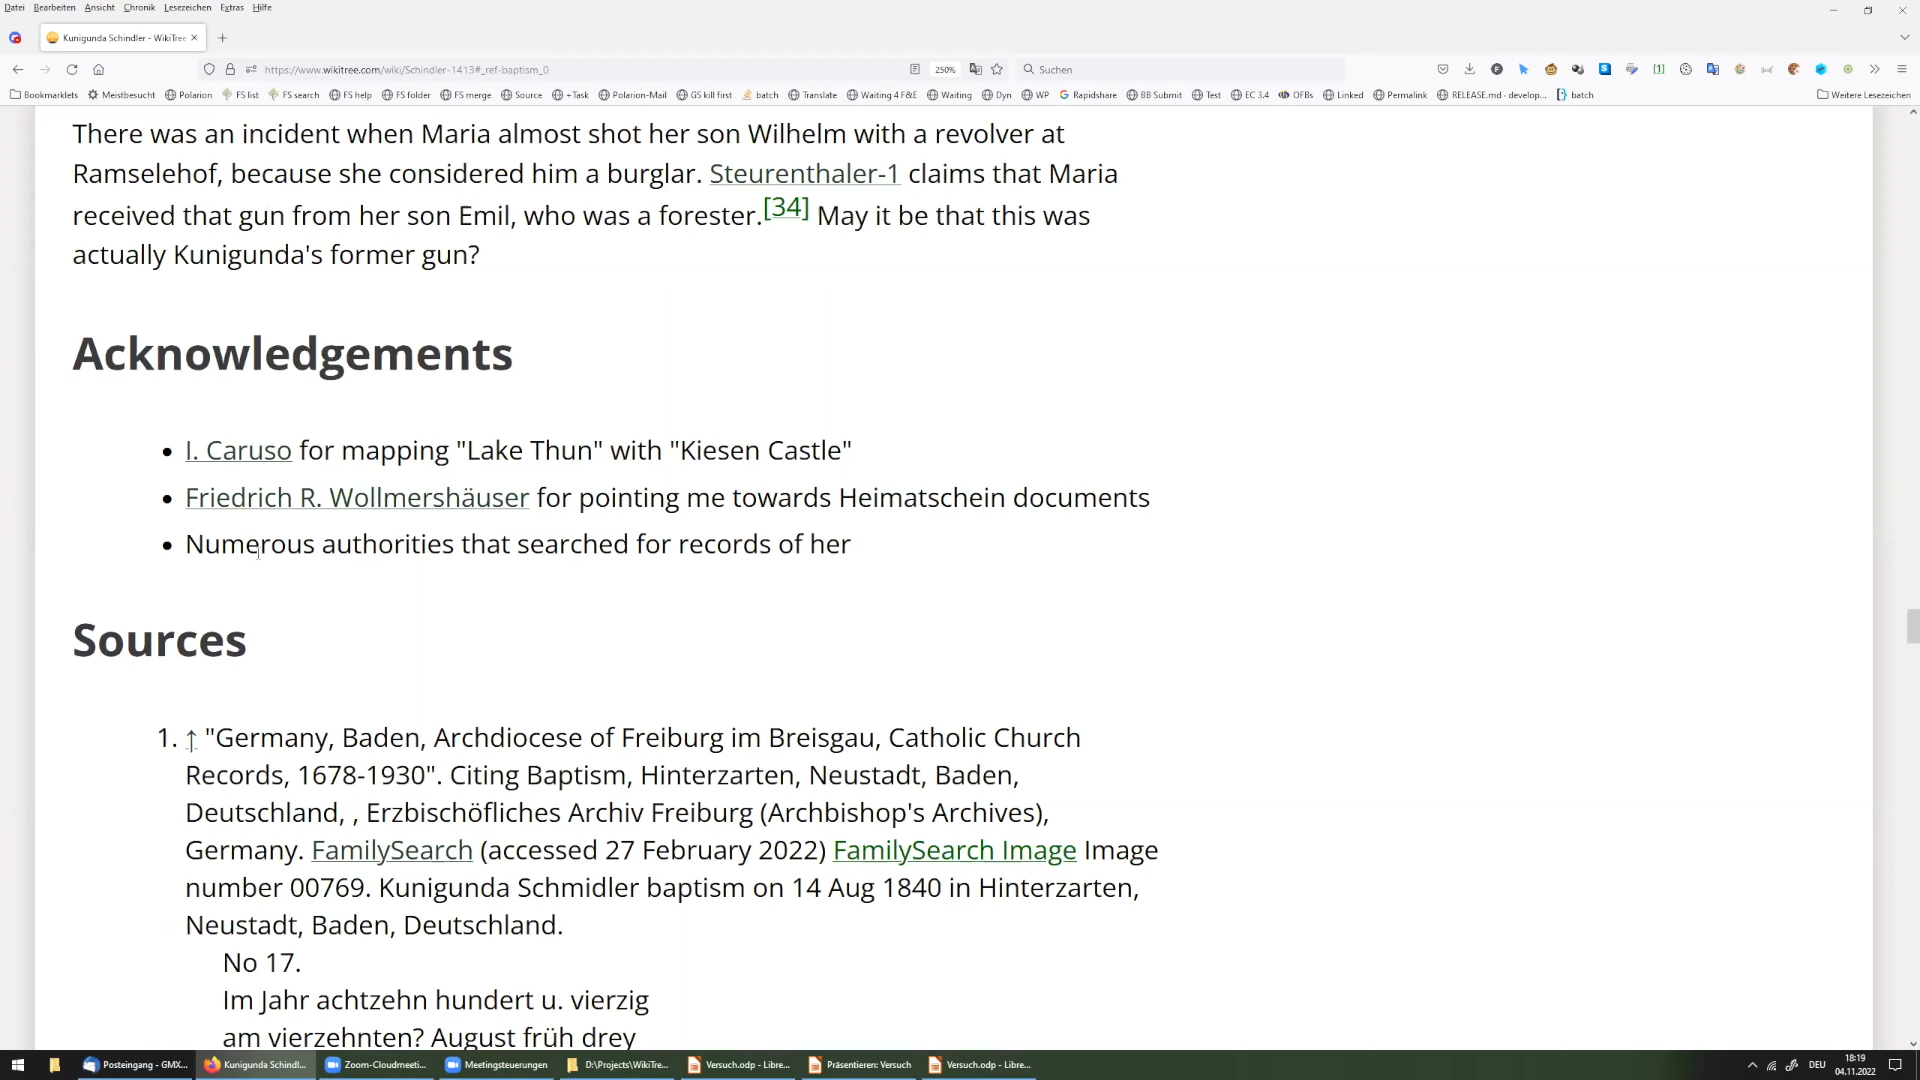 Datei Bearbeiten Ansicht Chronik Lesezeichen Extras Hilfe
Kunigunda Schindler - WikiTree
https://www.wikitree.com/wiki/Schindler-1413#_ref-baptism_0 250% Suchen
Bookmarklets Meistbesucht Polarion FS list FS search FS help FS folder FS merge Source +Task Polarion-Mail GS kill first batch Translate Waiting 4 F&E Waiting Dyn WP Rapidshare BB Submit Test EC 3.4 OFBs Linked Permalink RELEASE.md - develop... batch Weitere Lesezeichen
There was an incident when Maria almost shot her son Wilhelm with a revolver at
Ramselehof, because she considered him a burglar. Steurenthaler-1 claims that Maria
received that gun from her son Emil, who was a forester.[34] May it be that this was
actually Kunigunda's former gun?
Acknowledgements
• I. Caruso for mapping "Lake Thun" with "Kiesen Castle"
• Friedrich R. Wollmershäuser for pointing me towards Heimatschein documents
• Numerous authorities that searched for records of her
Sources
1. ↑ "Germany, Baden, Archdiocese of Freiburg im Breisgau, Catholic Church
Records, 1678-1930". Citing Baptism, Hinterzarten, Neustadt, Baden,
Deutschland, , Erzbischöfliches Archiv Freiburg (Archbishop's Archives),
Germany. FamilySearch (accessed 27 February 2022) FamilySearch Image Image
number 00769. Kunigunda Schmidler baptism on 14 Aug 1840 in Hinterzarten,
Neustadt, Baden, Deutschland.
No 17.
Im Jahr achtzehn hundert u. vierzig
am vierzehnten? August früh drey
Posteingang - GMX... Kunigunda Schindl... Zoom-Cloudmeeti... Meetingsteuerungen D:\Projects\WikiTre... Versuch.odp - Libre... Präsentieren: Versuch Versuch.odp - Libre... DEU 18:19
04.11.2022